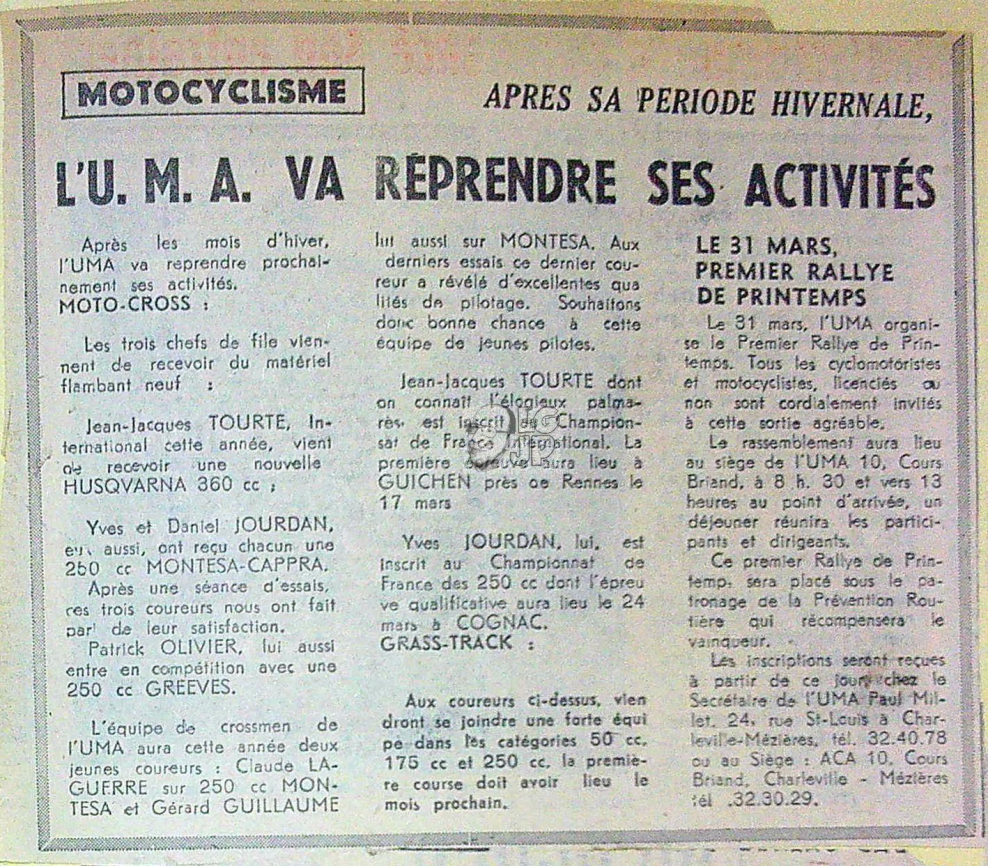 MOTOCYCLISME
APRES SA PERIODE HIVERNALE,
L'U. M. A. VA REPRENDRE SES ACTIVITÉS
Après les mois d'hiver,
l'UMA va reprendre prochai-
nement ses activités.
MOTO-CROSS :
Les trois chefs de file vien-
nent de recevoir du matériel
flambant neuf :
Jean-Jacques TOURTE, In-
ternational cette année, vient
de recevoir une nouvelle
HUSQVARNA 360 cc ;
Yves et Daniel JOURDAN,
eux aussi, ont reçu chacun une
250 cc MONTESA-CAPPRA.
Après une séance d'essais,
ces trois coureurs nous ont fait
part de leur satisfaction.
Patrick OLIVIER, lui aussi
entre en compétition avec une
250 cc GREEVES.
L'équipe de crossmen de
l'UMA aura cette année deux
jeunes coureurs : Claude LA-
GUERRE sur 250 cc MON-
TESA et Gérard GUILLAUME
lui aussi sur MONTESA. Aux
derniers essais ce dernier cou-
reur a révélé d'excellentes qua
lités de pilotage. Souhaitons
donc bonne chance à cette
équipe de jeunes pilotes.
Jean-Jacques TOURTE dont
on connaît l'élogieux palma-
rès, est inscrit au Champion-
sat de France International. La
première épreuve aura lieu à
GUICHEN près de Rennes le
17 mars
Yves JOURDAN, lui, est
inscrit au Championnat de
France des 250 cc dont l'épreu
ve qualificative aura lieu le 24
mars à COGNAC.
GRASS-TRACK :
Aux coureurs ci-dessus, vien
dront se joindre une forte équi
pe dans les catégories 50 cc,
175 cc et 250 cc, la premiè-
re course doit avoir lieu le
mois prochain.
LE 31 MARS,
PREMIER RALLYE
DE PRINTEMPS
Le 31 mars, l'UMA organi-
se le Premier Rallye de Prin-
temps. Tous les cyclomotoristes
et motocyclistes, licenciés ou
non sont cordialement invités
à cette sortie agréable.
Le rassemblement aura lieu
au siège de l'UMA 10, Cours
Briand, à 8 h. 30 et vers 13
heures au point d'arrivée, un
déjeuner réunira les partici-
pants et dirigeants.
Ce premier Rallye de Prin-
temps sera placé sous le pa-
tronage de la Prévention Rou-
tière qui récompensera le
vainqueur.
Les inscriptions seront reçues
à partir de ce jour chez le
Secrétaire de l'UMA Paul Mil-
let, 24, rue St-Louis à Char-
leville-Mézières, tél. 32.40.78
ou au Siège : ACA 10, Cours
Briand, Charleville - Mézières
tél .32.30.29.